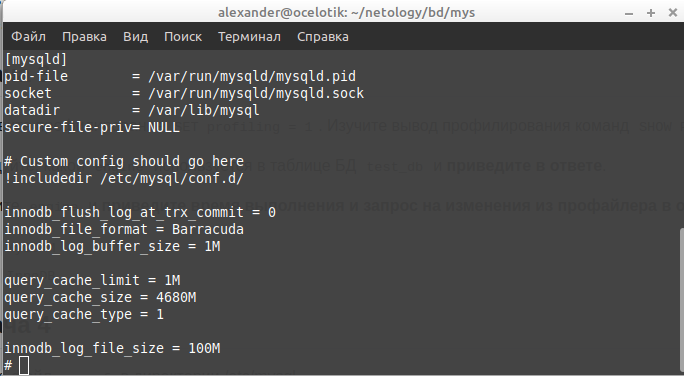 alexander@ocelotik: ~/netology/bd/mys
Файл Правка Вид Поиск Терминал Справка
[mysqld]
pid-file        = /var/run/mysqld/mysqld.pid
socket          = /var/run/mysqld/mysqld.sock
datadir         = /var/lib/mysql
secure-file-priv= NULL
# Custom config should go here
!includedir /etc/mysql/conf.d/
innodb_flush_log_at_trx_commit = 0
innodb_file_format = Barracuda
innodb_log_buffer_size = 1M
query_cache_limit = 1M
query_cache_size = 4680M
query_cache_type = 1
innodb_log_file_size = 100M
#